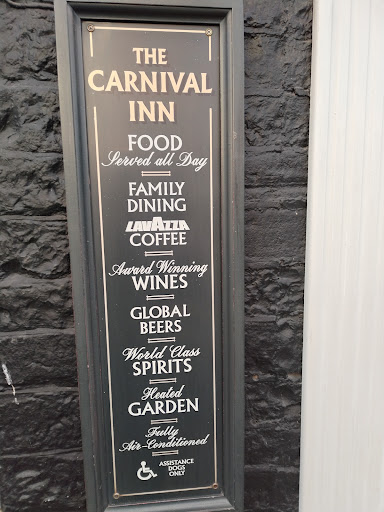 THE
CARNIVAL
INN
FOOD
Served all Day
FAMILY
DINING
LAVAZZA
COFFEE
Award Winning
WINES
GLOBAL
BEERS
World Class
SPIRITS
Heated
GARDEN
Fully
Air-Conditioned
ASSISTANCE
DOGS
ONLY